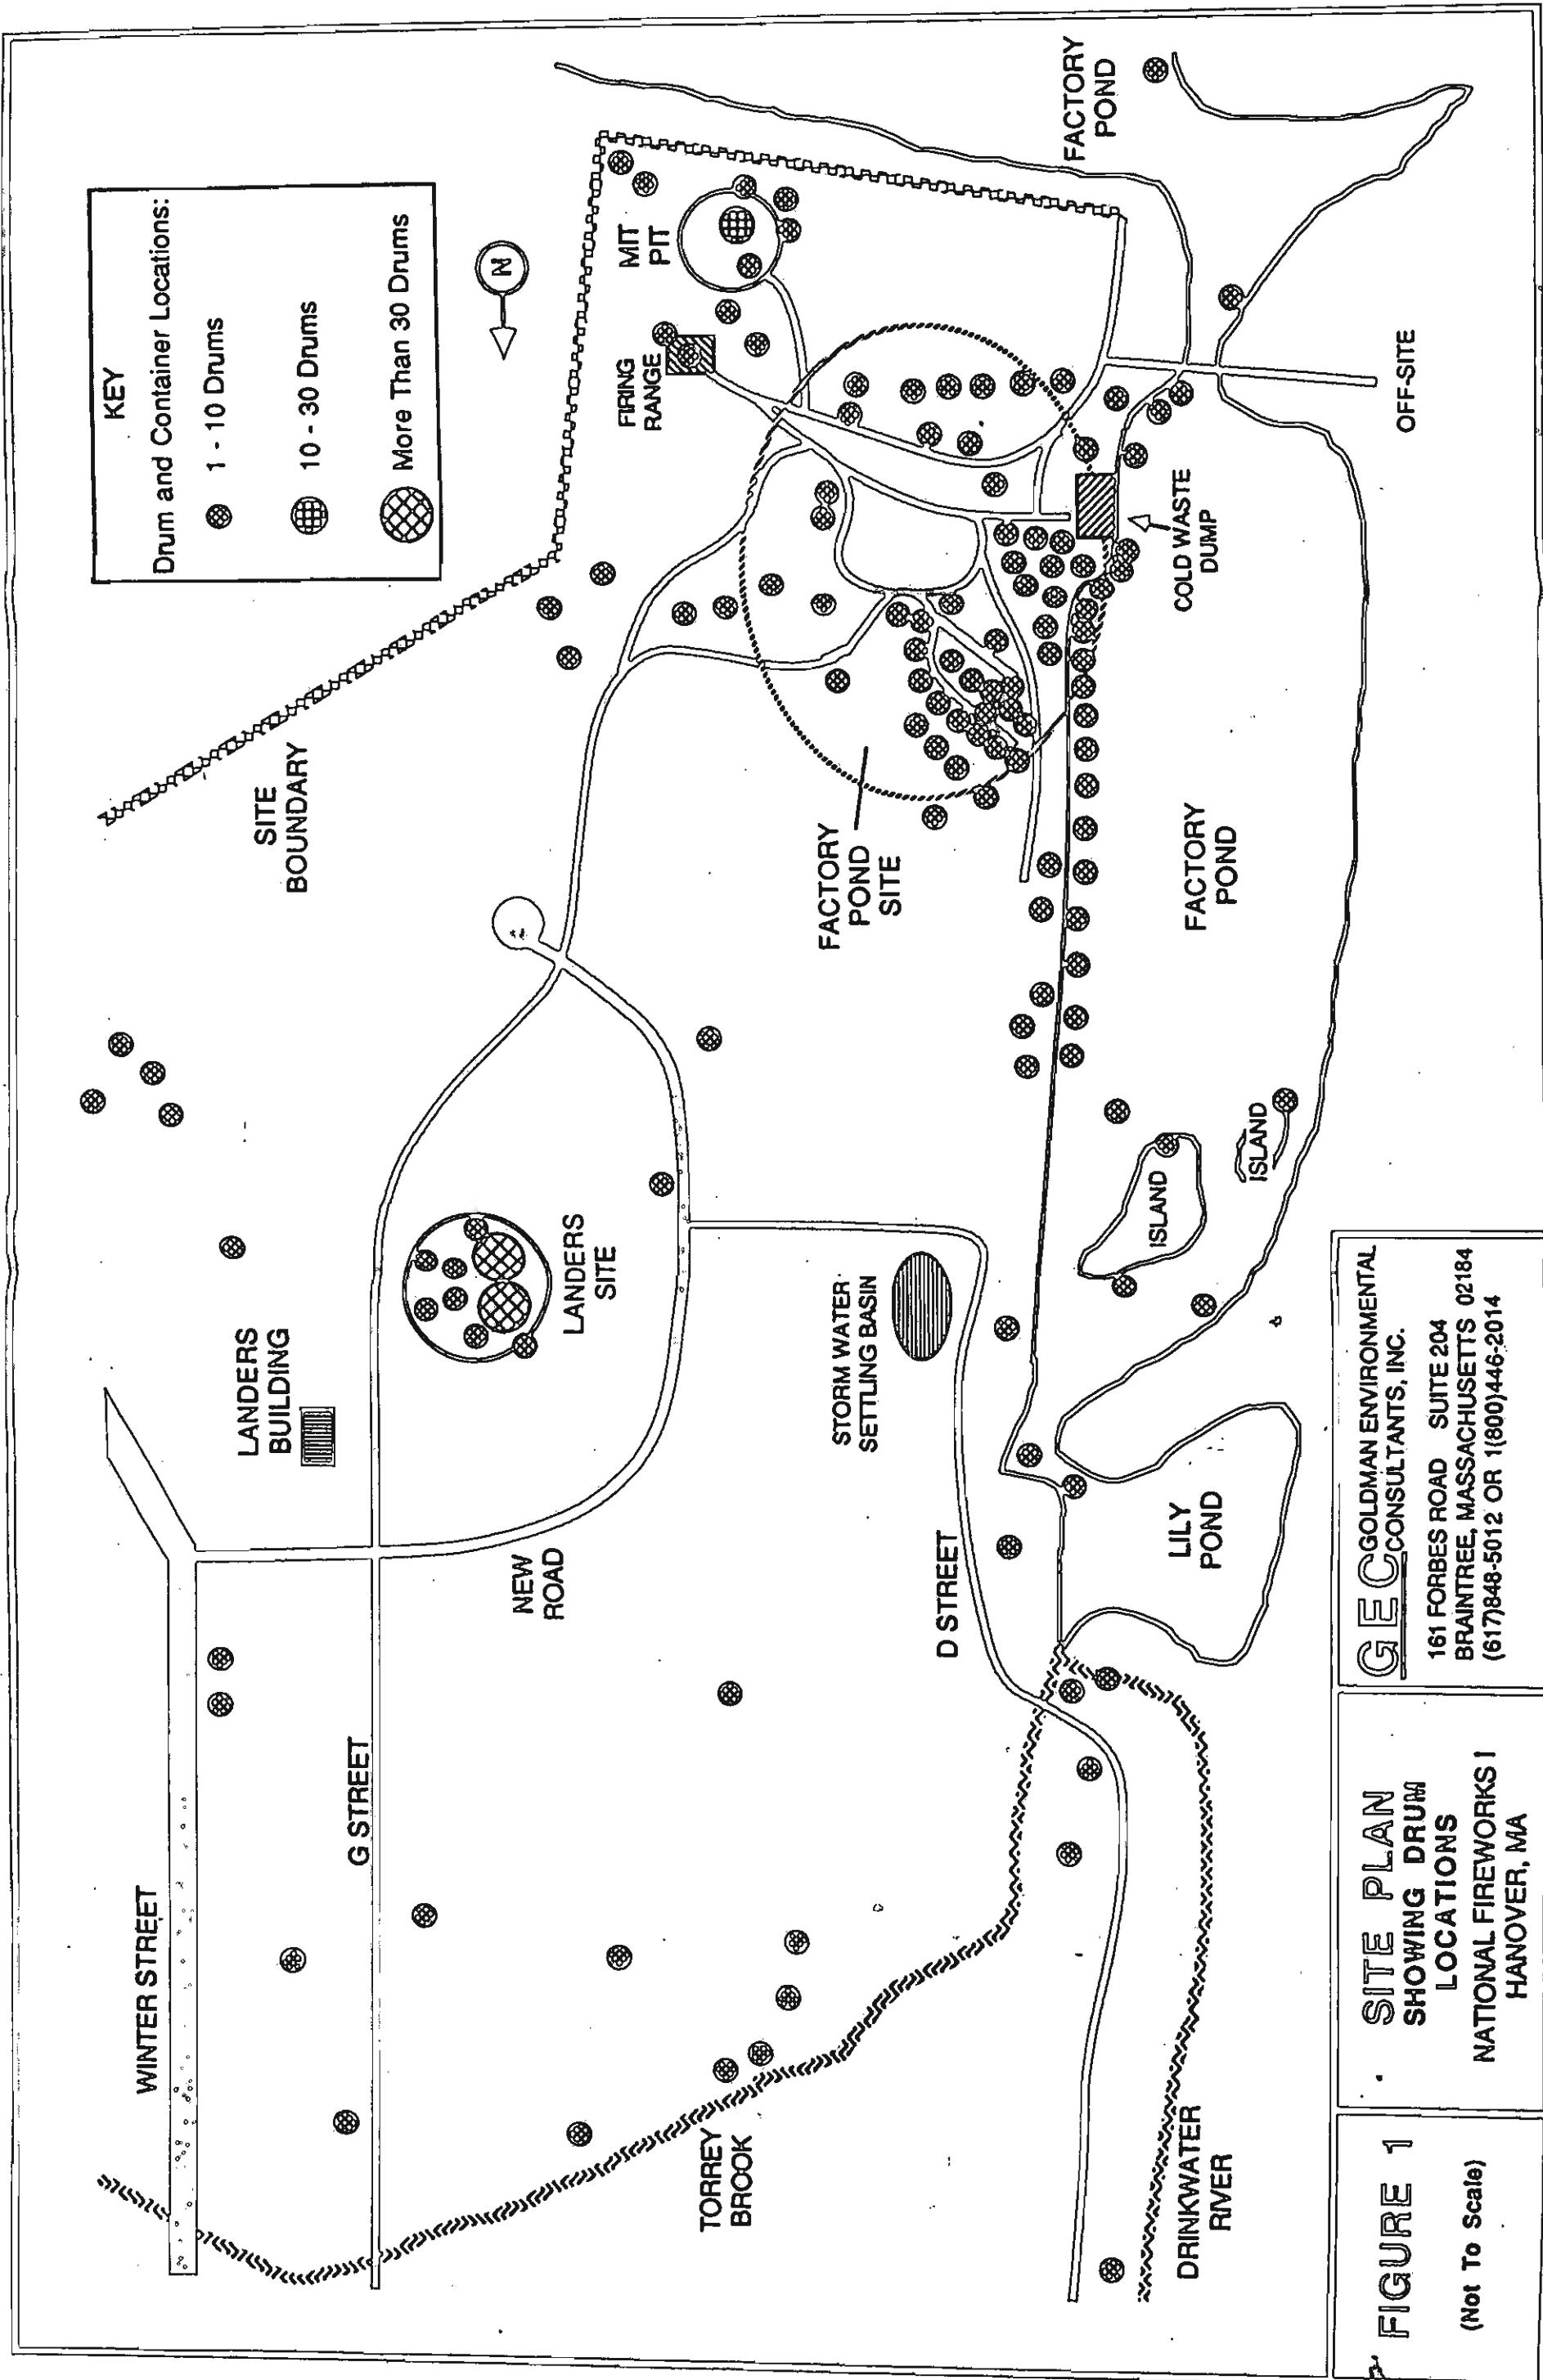 KEY
Drum and Container Locations:
1 - 10 Drums
10 - 30 Drums
More Than 30 Drums
N
SITE
BOUNDARY
MIT
PIT
FIRING
RANGE
FACTORY
POND
OFF-SITE
COLD WASTE
DUMP
FACTORY
POND
SITE
FACTORY
POND
LANDERS
BUILDING
LANDERS
SITE
STORM WATER
SETTLING BASIN
ISLAND
ISLAND
WINTER STREET
G STREET
NEW
ROAD
D STREET
LILY
POND
TORREY
BROOK
DRINKWATER
RIVER
FIGURE 1
(Not To Scale)
SITE PLAN
SHOWING DRUM
LOCATIONS
NATIONAL FIREWORKS I
HANOVER, MA
GEC GOLDMAN ENVIRONMENTAL
CONSULTANTS, INC.
161 FORBES ROAD SUITE 204
BRAINTREE, MASSACHUSETTS 02184
(617)848-5012 OR 1(800)446-2014